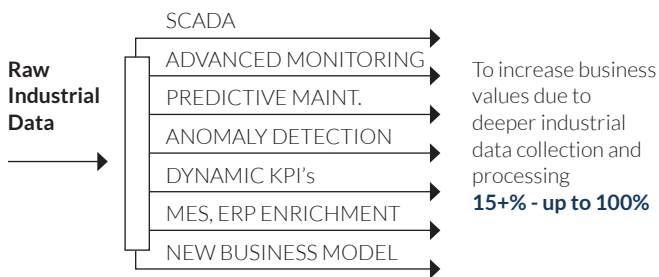 Raw
Industrial
Data
SCADA
ADVANCED MONITORING
PREDICTIVE MAINT.
ANOMALY DETECTION
DYNAMIC KPI's
MES, ERP ENRICHMENT
NEW BUSINESS MODEL
To increase business
values due to
deeper industrial
data collection and
processing
15+% - up to 100%